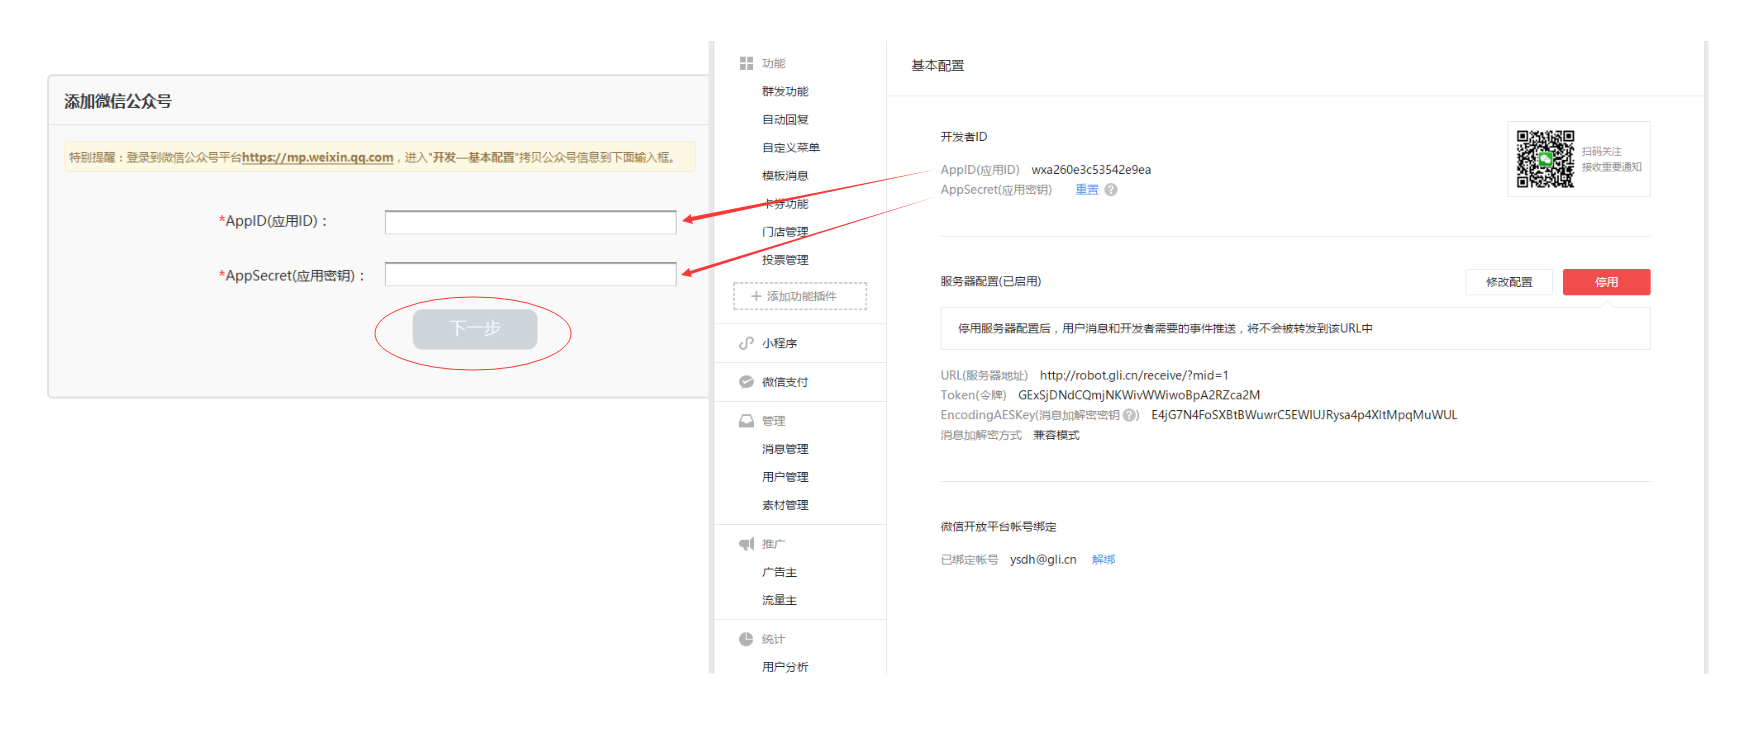 添加微信公众号
特别提醒：登录到微信公众号平台https://mp.weixin.qq.com，进入"开发—基本配置"拷贝公众号信息到下面输入框。
*AppID(应用ID)：
*AppSecret(应用密钥)：
下一步
功能
群发功能
自动回复
自定义菜单
模板消息
卡券功能
门店管理
投票管理
添加功能插件
小程序
微信支付
管理
消息管理
用户管理
素材管理
推广
广告主
流量主
统计
用户分析
基本配置
开发者ID
AppID(应用ID) wxa260e3c53542e9ea
AppSecret(应用密钥) 重置 ?
扫码关注
接收重要通知
服务器配置(已启用)
修改配置
停用
停用服务器配置后，用户消息和开发者需要的事件推送，将不会被转发到该URL中
URL(服务器地址) http://robot.gli.cn/receive/?mid=1
Token(令牌) GExSjDNdCQmjNKWivWWiwoBpA2RZca2M
EncodingAESKey(消息加解密密钥 ?) E4jG7N4FoSXBtBWuwrC5EWIUJRysa4p4XItMpqMuWUL
消息加解密方式 兼容模式
微信开放平台帐号绑定
已绑定帐号 ysdh@gli.cn 解绑